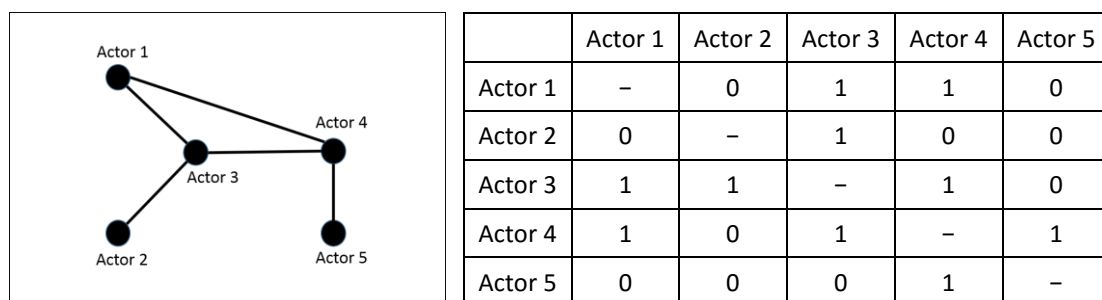 Actor 1
Actor 4
Actor 3
Actor 2
Actor 5
Actor 1 Actor 2 Actor 3 Actor 4 Actor 5
Actor 1 – 0 1 1 0
Actor 2 0 – 1 0 0
Actor 3 1 1 – 1 0
Actor 4 1 0 1 – 1
Actor 5 0 0 0 1 –